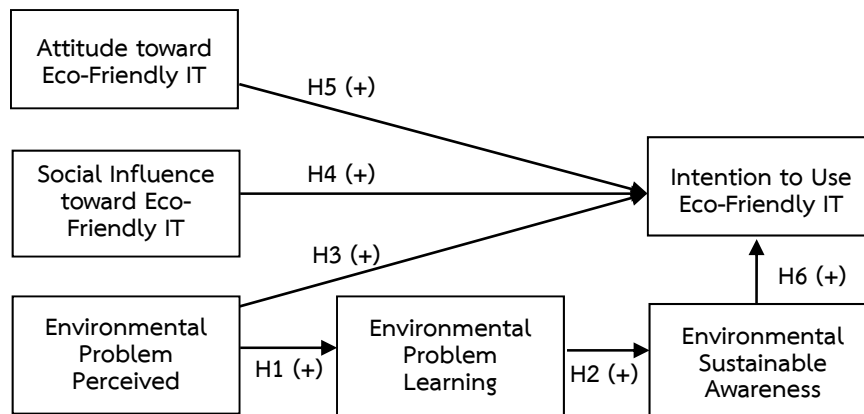 Attitude toward
Eco-Friendly IT
H5 (+)
Social Influence
toward Eco-
Friendly IT
H4 (+)
Intention to Use
Eco-Friendly IT
H3 (+)
H6 (+)
Environmental
Problem
Perceived
H1 (+)
Environmental
Problem
Learning
H2 (+)
Environmental
Sustainable
Awareness